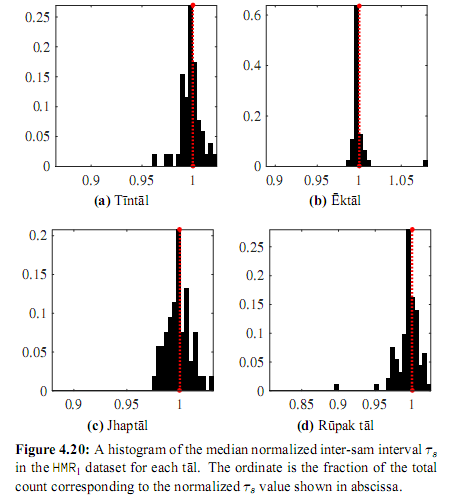 0.25
0.2
0.15
0.1
0.05
0
0.9 0.95 1
(a) Tīntāl
0.6
0.4
0.2
0
0.9 0.95 1 1.05
(b) Ēktāl
0.2
0.15
0.1
0.05
0
0.9 0.95 1
(c) Jhaptāl
0.25
0.2
0.15
0.1
0.05
0
0.85 0.9 0.95 1
(d) Rūpak tāl
Figure 4.20: A histogram of the median normalized inter-sam interval τs
in the HMR1 dataset for each tāl. The ordinate is the fraction of the total
count corresponding to the normalized τs value shown in abscissa.